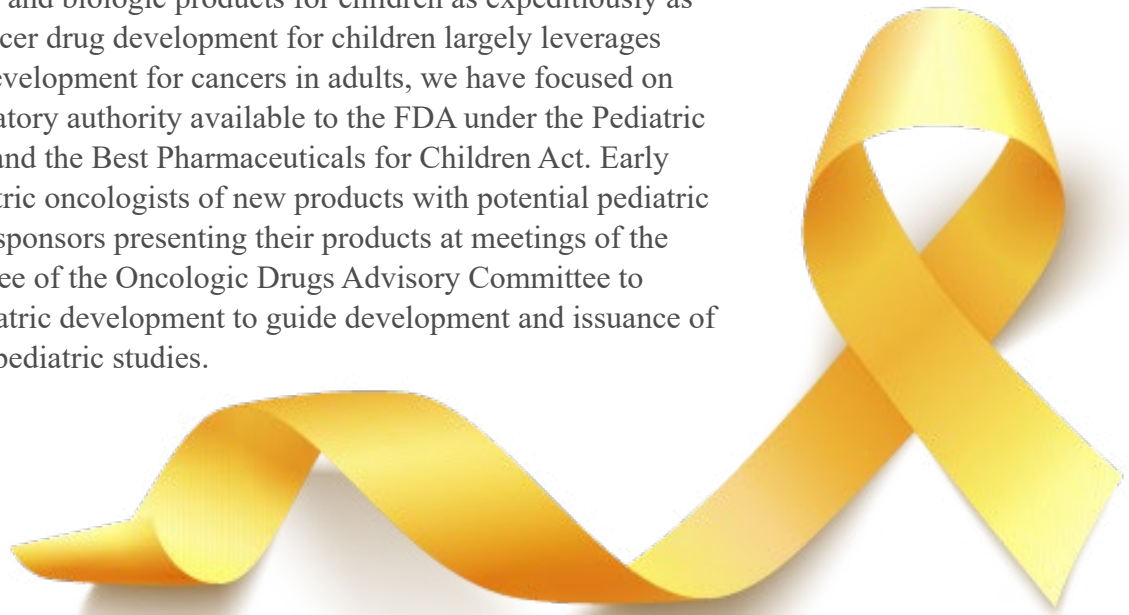 and biologic products for children as expeditiously as
cer drug development for children largely leverages
evelopment for cancers in adults, we have focused on
atory authority available to the FDA under the Pediatric
and the Best Pharmaceuticals for Children Act. Early
tric oncologists of new products with potential pediatric
sponsors presenting their products at meetings of the
ee of the Oncologic Drugs Advisory Committee to
atric development to guide development and issuance of
pediatric studies.